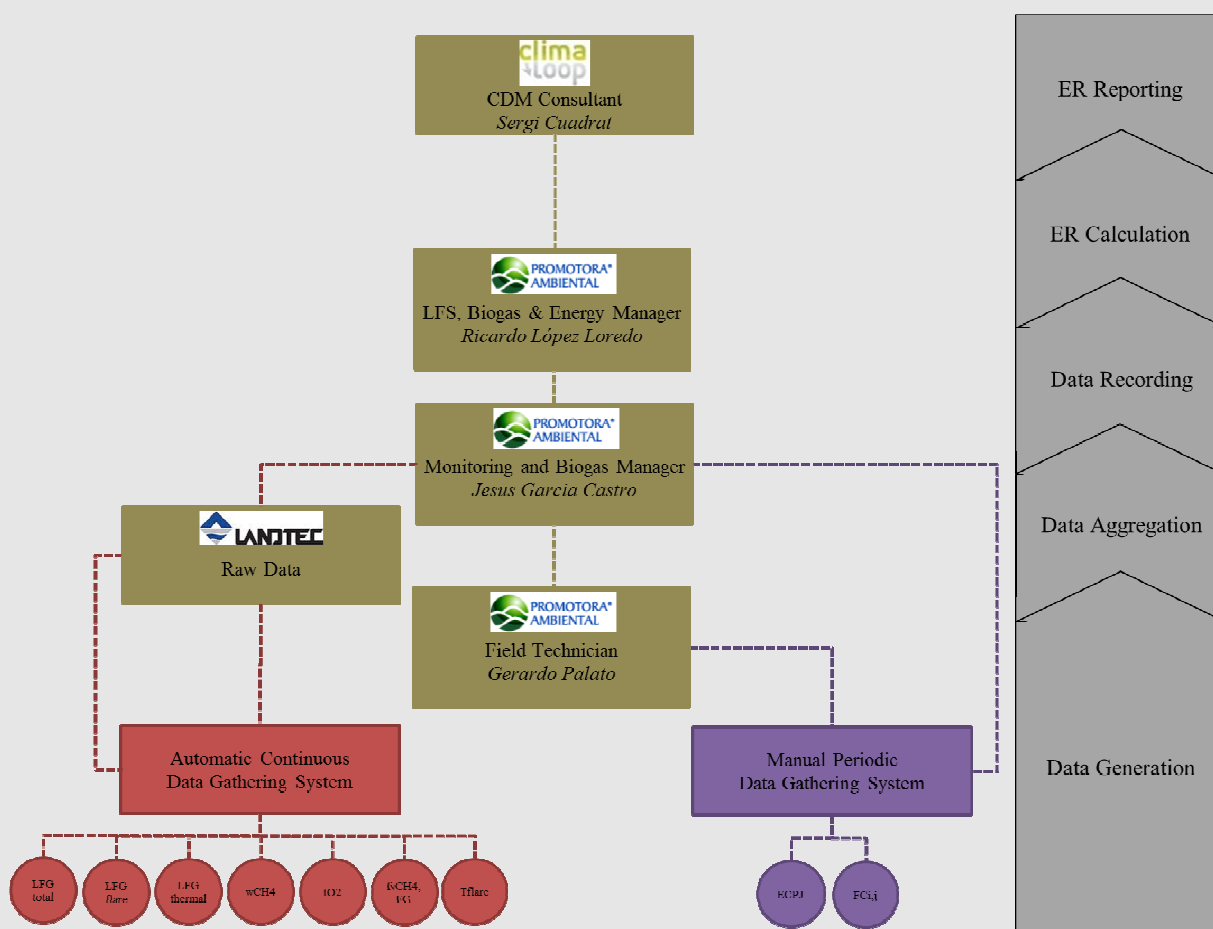 clima
LOOP
CDM Consultant
Sergi Cuadrat
PROMOTORA*
AMBIENTAL
LFS, Biogas & Energy Manager
Ricardo López Loredo
PROMOTORA*
AMBIENTAL
Monitoring and Biogas Manager
Jesus Garcia Castro
LANDTEC
Raw Data
PROMOTORA*
AMBIENTAL
Field Technician
Gerardo Palato
Automatic Continuous
Data Gathering System
Manual Periodic
Data Gathering System
LFG
total
LFG
flare
LFG
thermal
wCH4
tO2
fvCH4,
FG
Tflare
ECPJ
FCi,j
ER Reporting
ER Calculation
Data Recording
Data Aggregation
Data Generation